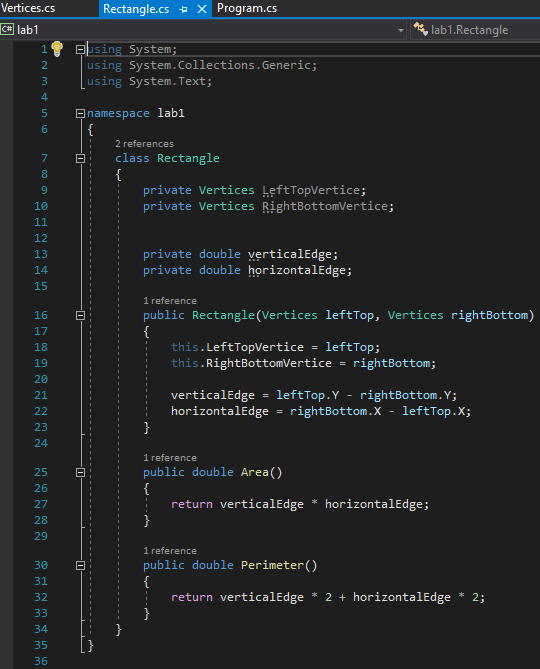 Vertices.cs Rectangle.cs Program.cs
C# lab1 lab1.Rectangle
1 using System;
2 using System.Collections.Generic;
3 using System.Text;
4
5 namespace lab1
6 {
2 references
7 class Rectangle
8 {
9 private Vertices LeftTopVertice;
10 private Vertices RightBottomVertice;
11
12
13 private double verticalEdge;
14 private double horizontalEdge;
15
1 reference
16 public Rectangle(Vertices leftTop, Vertices rightBottom)
17 {
18 this.LeftTopVertice = leftTop;
19 this.RightBottomVertice = rightBottom;
20
21 verticalEdge = leftTop.Y - rightBottom.Y;
22 horizontalEdge = rightBottom.X - leftTop.X;
23 }
24
1 reference
25 public double Area()
26 {
27 return verticalEdge * horizontalEdge;
28 }
29
1 reference
30 public double Perimeter()
31 {
32 return verticalEdge * 2 + horizontalEdge * 2;
33 }
34 }
35 }
36